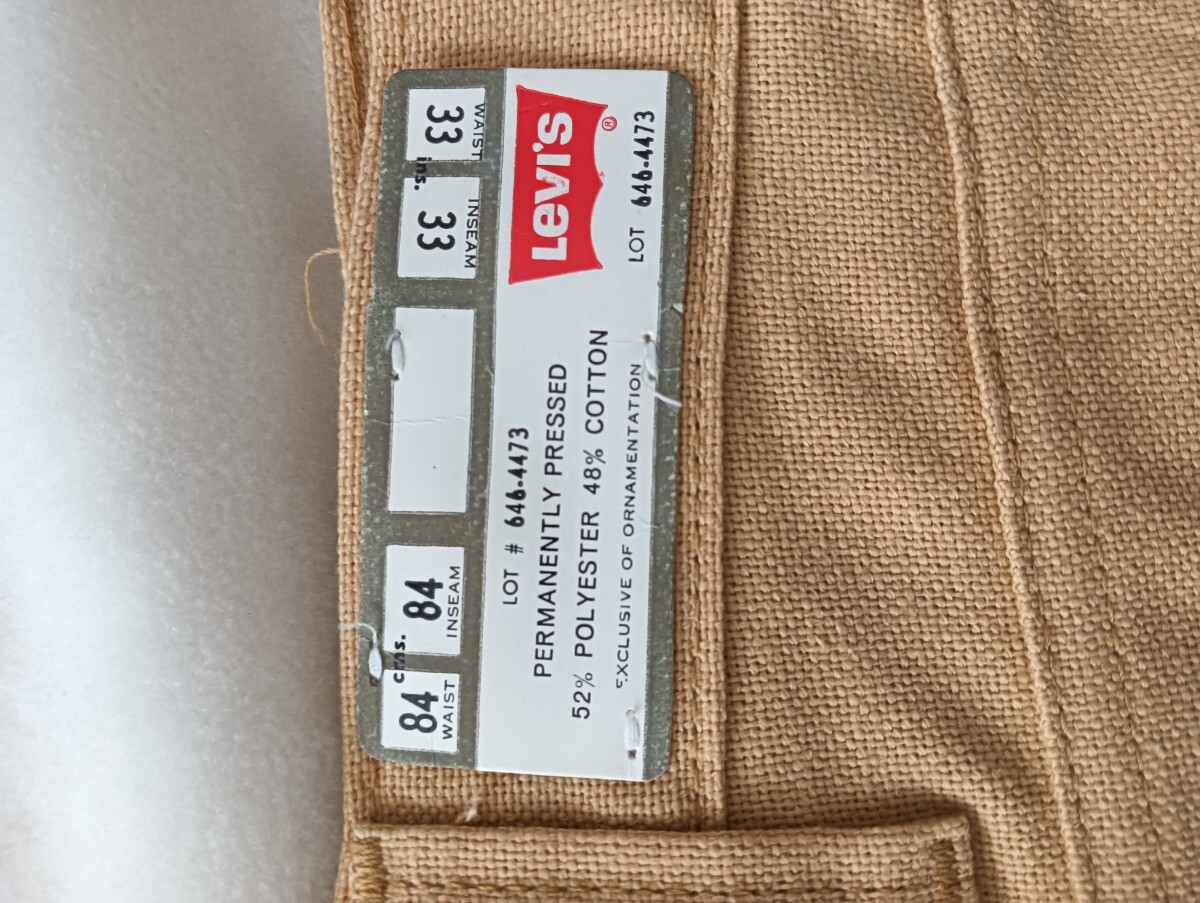 84 84
cms.
WAIST INSEAM
33 33
ins.
INSEAM WAIST
LOT # 646-4473
PERMANENTLY PRESSED
52% POLYESTER 48% COTTON
EXCLUSIVE OF ORNAMENTATION
LEVI'S ®
LOT 646-4473